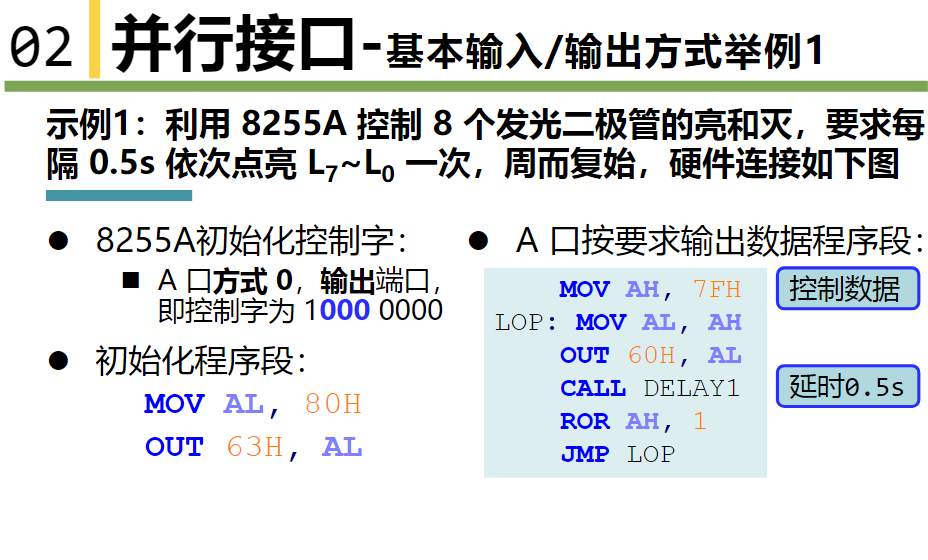 02 并行接口-基本输入/输出方式举例1
示例1：利用 8255A 控制 8 个发光二极管的亮和灭，要求每
隔 0.5s 依次点亮 L7~L0 一次，周而复始，硬件连接如下图
● 8255A初始化控制字：
■ A 口方式 0，输出端口，
即控制字为 1000 0000
● 初始化程序段：
MOV AL, 80H
OUT 63H, AL
● A 口按要求输出数据程序段：
MOV AH, 7FH
LOP: MOV AL, AH
OUT 60H, AL
CALL DELAY1
ROR AH, 1
JMP LOP
控制数据
延时0.5s